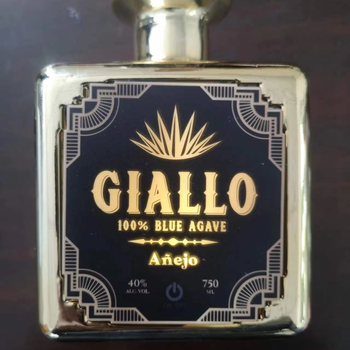 GIALLO
100% BLUE AGAVE
Añejo
40% 750
ALC. VOL. ML